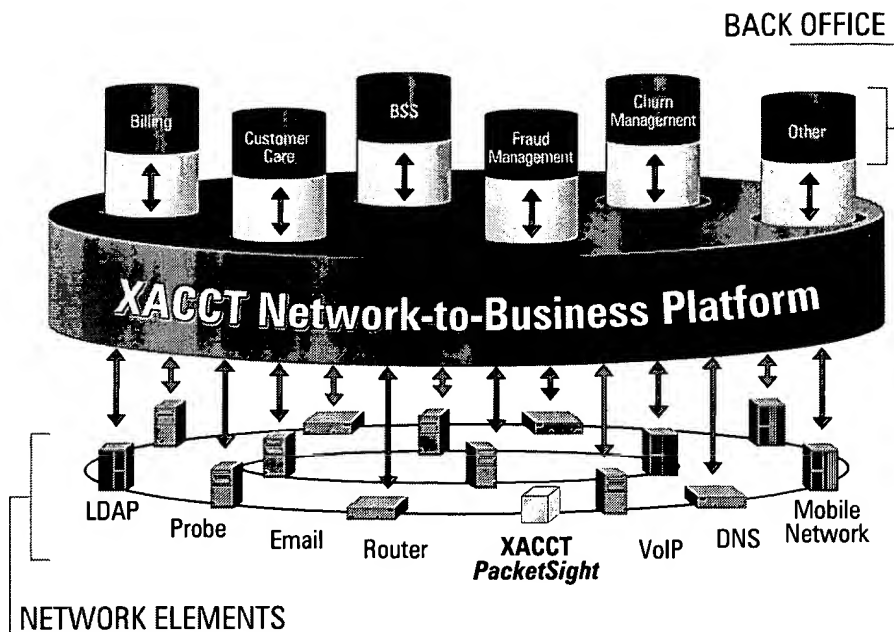 BACK OFFICE
Billing
Customer
Care
BSS
Fraud
Management
Churn
Management
Other
XACCT Network-to-Business Platform
LDAP
Probe
Email
Router
XACCT
PacketSight
VoIP
DNS
Mobile
Network
NETWORK ELEMENTS